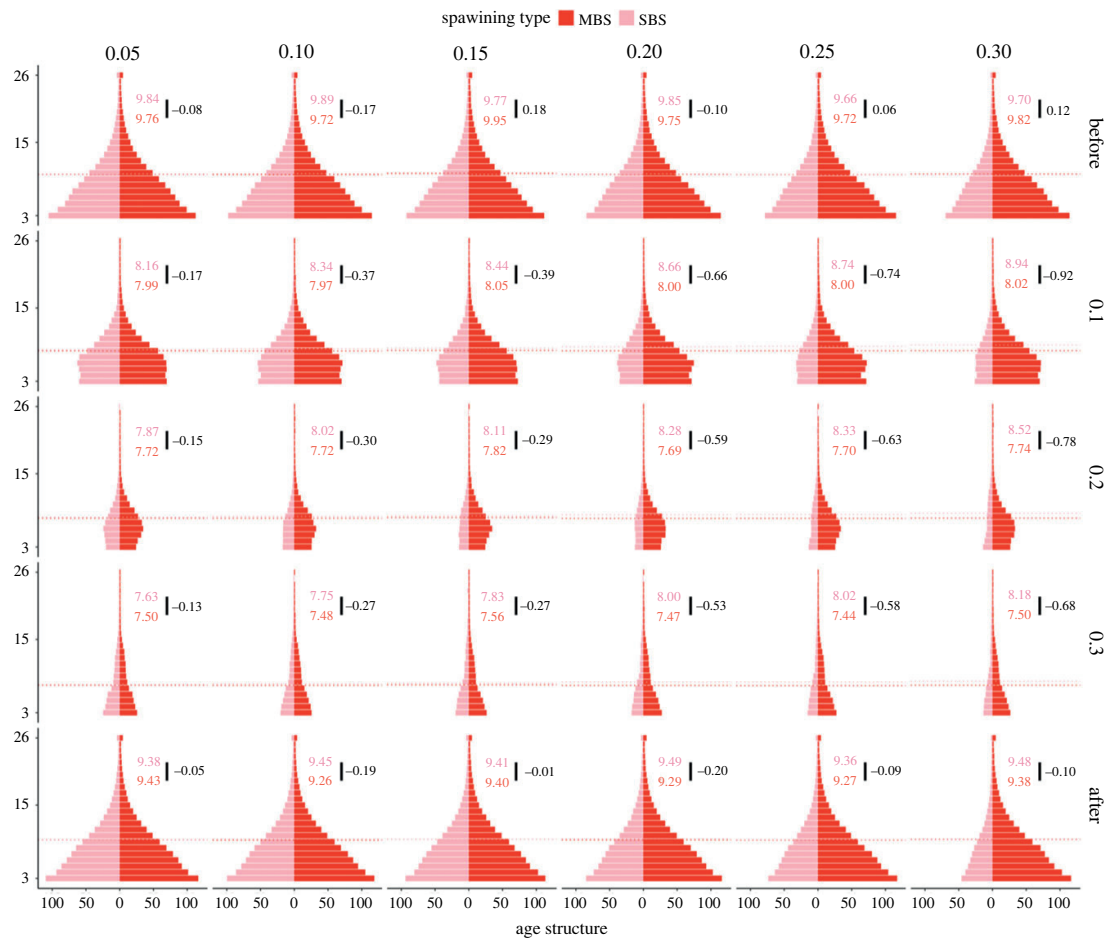 spawining type MBS SBS
0.05 0.10 0.15 0.20 0.25 0.30
26
15
3
9.84 9.76 –0.08
9.89 9.72 –0.17
9.77 9.95 0.18
9.85 9.75 –0.10
9.66 9.72 0.06
9.70 9.82 0.12
before
26
15
3
8.16 7.99 –0.17
8.34 7.97 –0.37
8.44 8.05 –0.39
8.66 8.00 –0.66
8.74 8.00 –0.74
8.94 8.02 –0.92
0.1
26
15
3
7.87 7.72 –0.15
8.02 7.72 –0.30
8.11 7.82 –0.29
8.28 7.69 –0.59
8.33 7.70 –0.63
8.52 7.74 –0.78
0.2
26
15
3
7.63 7.50 –0.13
7.75 7.48 –0.27
7.83 7.56 –0.27
8.00 7.47 –0.53
8.02 7.44 –0.58
8.18 7.50 –0.68
0.3
26
15
3
9.38 9.43 –0.05
9.45 9.26 –0.19
9.41 9.40 –0.01
9.49 9.29 –0.20
9.36 9.27 –0.09
9.48 9.38 –0.10
after
100 50 0 50 100 100 50 0 50 100 100 50 0 50 100 100 50 0 50 100 100 50 0 50 100 100 50 0 50 100
age structure